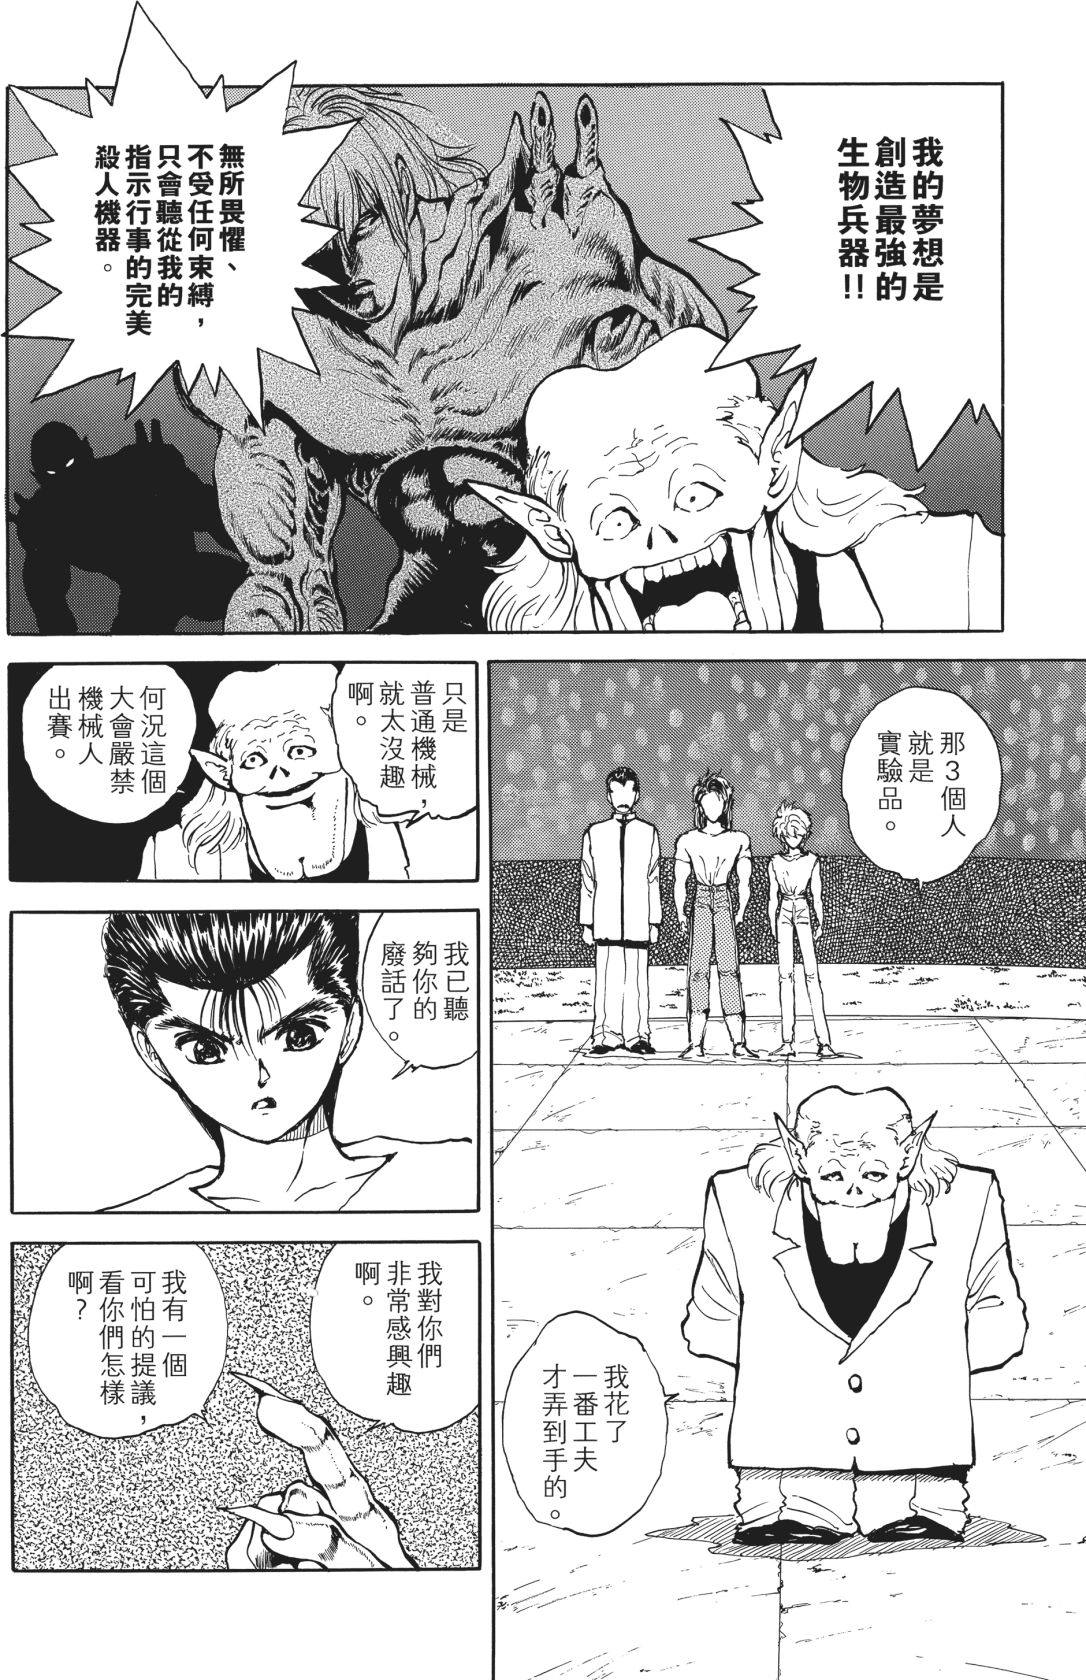 我的夢想是
創造最強的
生物兵器!!
無所畏懼、
不受任何束縛，
只會聽從我的
指示行事的完美
殺人機器。
那3個人
就是
實驗品。
我花了
一番工夫
才弄到手的。
只是
普通機械，
就太沒趣
啊。
何況這個
大會嚴禁
機械人
出賽。
我已聽
夠你的
廢話了。
我對你們
非常感興趣
啊。
我有一個
可怕的提議，
看你們怎樣
啊？